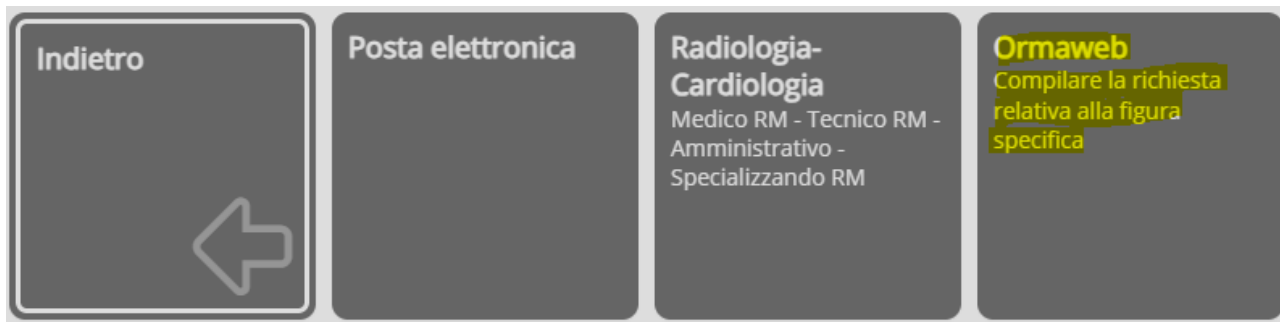 Indietro
Posta elettronica
Radiologia-
Cardiologia
Medico RM - Tecnico RM -
Amministrativo -
Specializzando RM
Ormaweb
Compilare la richiesta
relativa alla figura
specifica